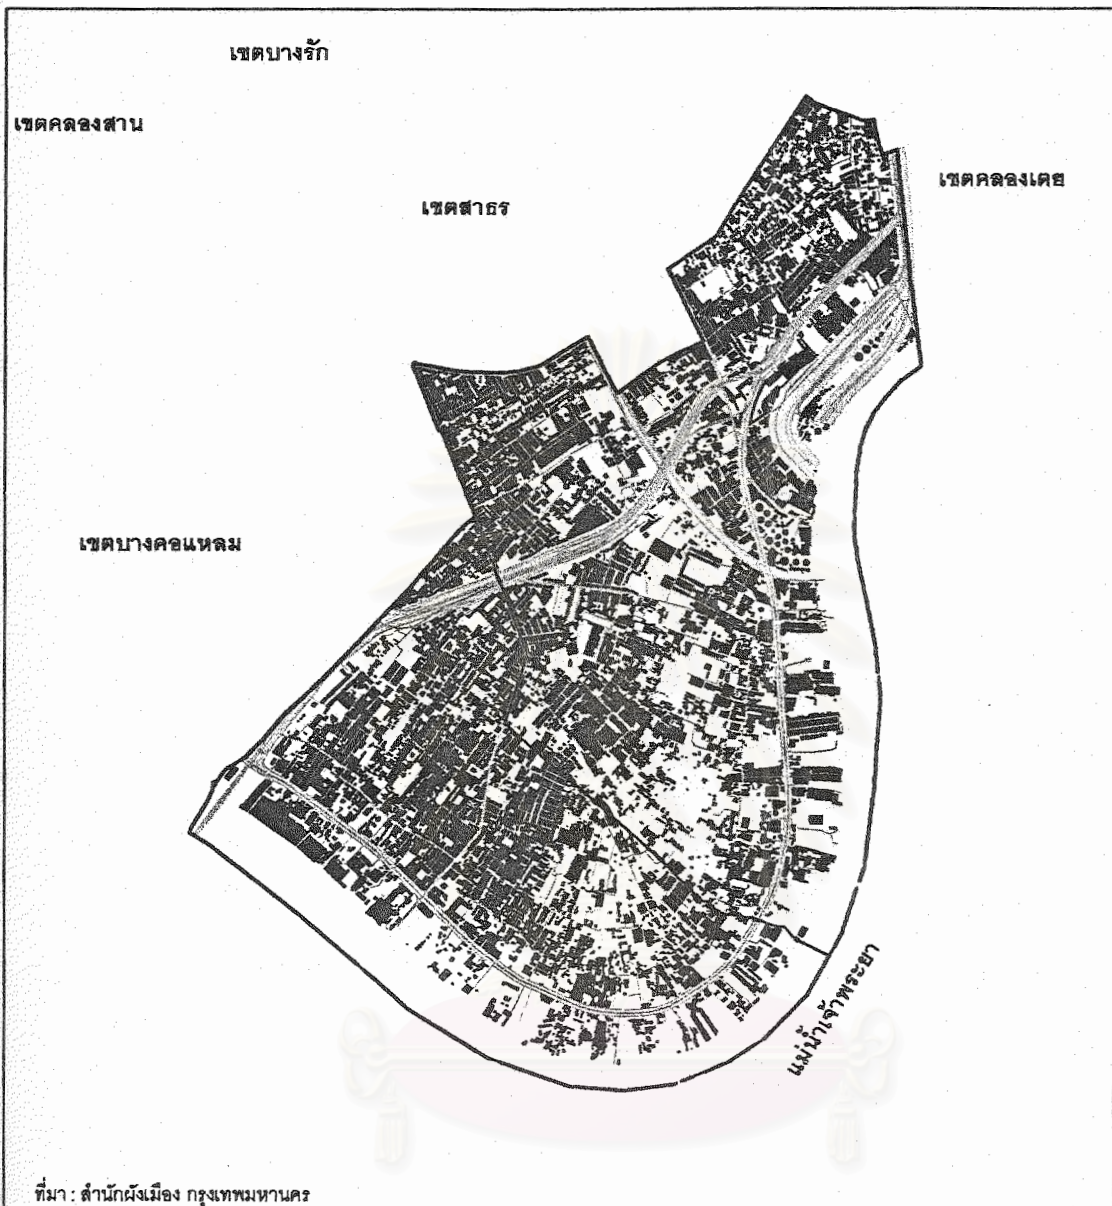 เขตบางรัก
เขตคลองสาน
เขตคลองเตย
เขตสาธร
เขตบางคอแหลม
แม่น้ำเจ้าพระยา
ที่มา : สำนักผังเมือง กรุงเทพมหานคร